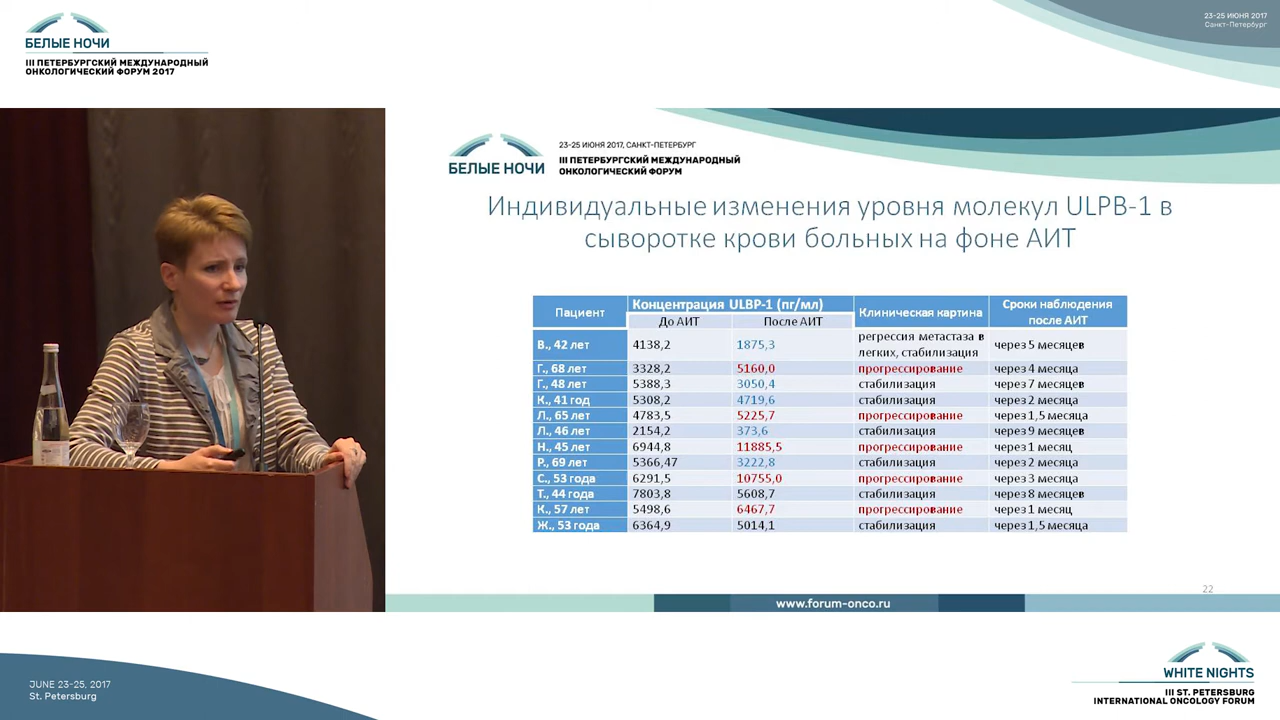 БЕЛЫЕ НОЧИ
III ПЕТЕРБУРГСКИЙ МЕЖДУНАРОДНЫЙ
ОНКОЛОГИЧЕСКИЙ ФОРУМ 2017
23-25 ИЮНЯ 2017
Санкт-Петербург
БЕЛЫЕ НОЧИ
23-25 ИЮНЯ 2017, САНКТ-ПЕТЕРБУРГ
III ПЕТЕРБУРГСКИЙ МЕЖДУНАРОДНЫЙ
ОНКОЛОГИЧЕСКИЙ ФОРУМ
Индивидуальные изменения уровня молекул ULPB-1 в
сыворотке крови больных на фоне АИТ
Пациент Концентрация ULBP-1 (пг/мл) Клиническая картина Сроки наблюдения после АИТ
До АИТ После АИТ
В., 42 лет 4138,2 1875,3 регрессия метастаза в легких, стабилизация через 5 месяцев
Г., 68 лет 3328,2 5160,0 прогрессирование через 4 месяца
Г., 48 лет 5388,3 3050,4 стабилизация через 7 месяцев
К., 41 год 5308,2 4719,6 стабилизация через 2 месяца
Л., 65 лет 4783,5 5225,7 прогрессирование через 1,5 месяца
Л., 46 лет 2154,2 373,6 стабилизация через 9 месяцев
Н., 45 лет 6944,8 11885,5 прогрессирование через 1 месяц
Р., 69 лет 5366,47 3222,8 стабилизация через 2 месяца
С., 53 года 6291,5 10755,0 прогрессирование через 3 месяца
Т., 44 года 7803,8 5608,7 стабилизация через 8 месяцев
К., 57 лет 5498,6 6467,7 прогрессирование через 1 месяц
Ж., 53 года 6364,9 5014,1 стабилизация через 1,5 месяца
22
www.forum-onco.ru
JUNE 23-25, 2017
St. Petersburg
WHITE NIGHTS
III ST. PETERSBURG
INTERNATIONAL ONCOLOGY FORUM